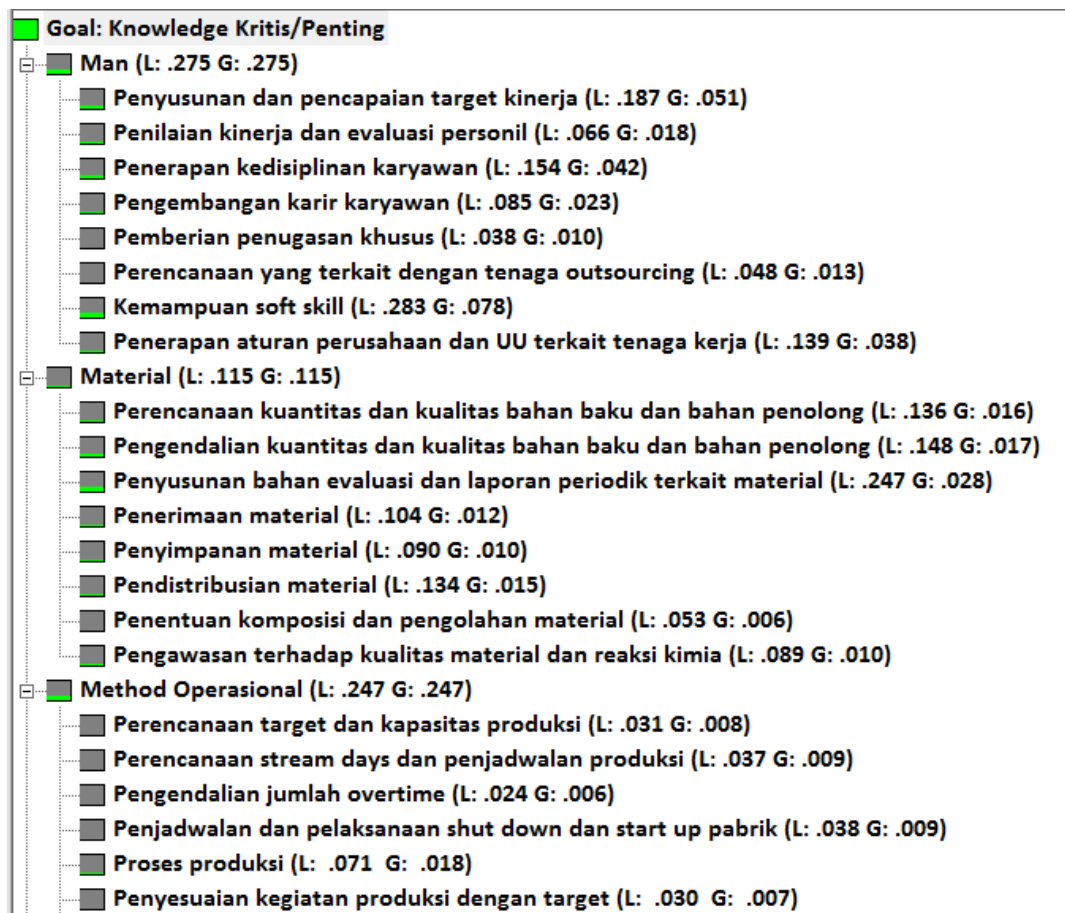 Goal: Knowledge Kritis/Penting
Man (L: .275 G: .275)
Penyusunan dan pencapaian target kinerja (L: .187 G: .051)
Penilaian kinerja dan evaluasi personil (L: .066 G: .018)
Penerapan kedisiplinan karyawan (L: .154 G: .042)
Pengembangan karir karyawan (L: .085 G: .023)
Pemberian penugasan khusus (L: .038 G: .010)
Perencanaan yang terkait dengan tenaga outsourcing (L: .048 G: .013)
Kemampuan soft skill (L: .283 G: .078)
Penerapan aturan perusahaan dan UU terkait tenaga kerja (L: .139 G: .038)
Material (L: .115 G: .115)
Perencanaan kuantitas dan kualitas bahan baku dan bahan penolong (L: .136 G: .016)
Pengendalian kuantitas dan kualitas bahan baku dan bahan penolong (L: .148 G: .017)
Penyusunan bahan evaluasi dan laporan periodik terkait material (L: .247 G: .028)
Penerimaan material (L: .104 G: .012)
Penyimpanan material (L: .090 G: .010)
Pendistribusian material (L: .134 G: .015)
Penentuan komposisi dan pengolahan material (L: .053 G: .006)
Pengawasan terhadap kualitas material dan reaksi kimia (L: .089 G: .010)
Method Operasional (L: .247 G: .247)
Perencanaan target dan kapasitas produksi (L: .031 G: .008)
Perencanaan stream days dan penjadwalan produksi (L: .037 G: .009)
Pengendalian jumlah overtime (L: .024 G: .006)
Penjadwalan dan pelaksanaan shut down dan start up pabrik (L: .038 G: .009)
Proses produksi (L: .071 G: .018)
Penyesuaian kegiatan produksi dengan target (L: .030 G: .007)